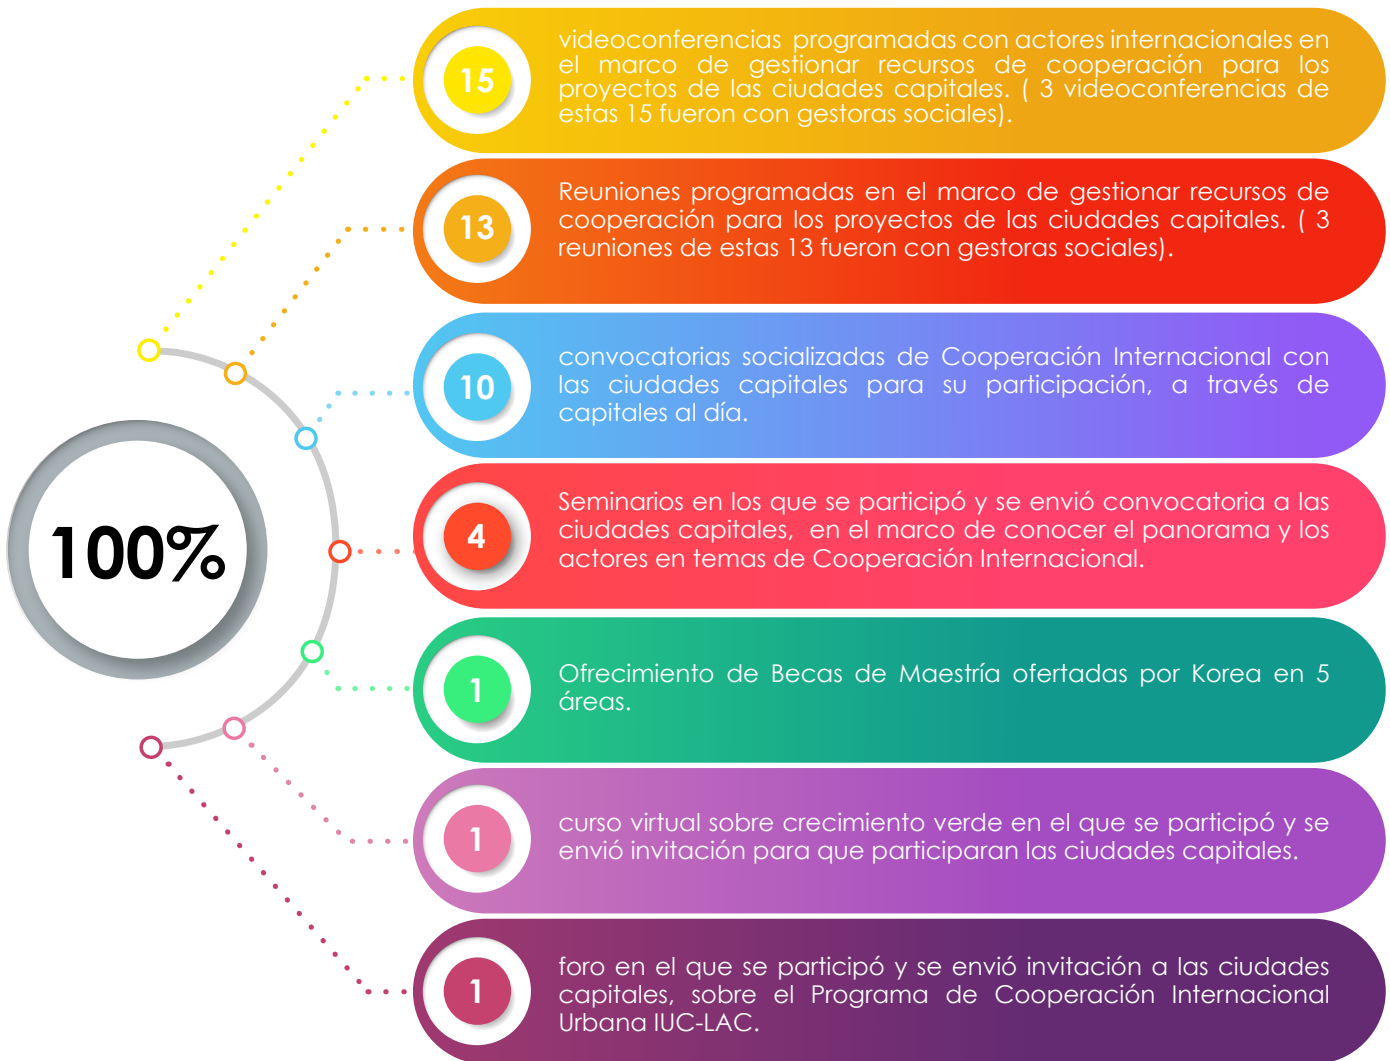 15
videoconferencias programadas con actores internacionales en
el marco de gestionar recursos de cooperación para los
proyectos de las ciudades capitales. ( 3 videoconferencias de
estas 15 fueron con gestoras sociales).
13
Reuniones programadas en el marco de gestionar recursos de
cooperación para los proyectos de las ciudades capitales. ( 3
reuniones de estas 13 fueron con gestoras sociales).
10
convocatorias socializadas de Cooperación Internacional con
las ciudades capitales para su participación, a través de
capitales al día.
100%
4
Seminarios en los que se participó y se envió convocatoria a las
ciudades capitales, en el marco de conocer el panorama y los
actores en temas de Cooperación Internacional.
1
Ofrecimiento de Becas de Maestría ofertadas por Korea en 5
áreas.
1
curso virtual sobre crecimiento verde en el que se participó y se
envió invitación para que participaran las ciudades capitales.
1
foro en el que se participó y se envió invitación a las ciudades
capitales, sobre el Programa de Cooperación Internacional
Urbana IUC-LAC.